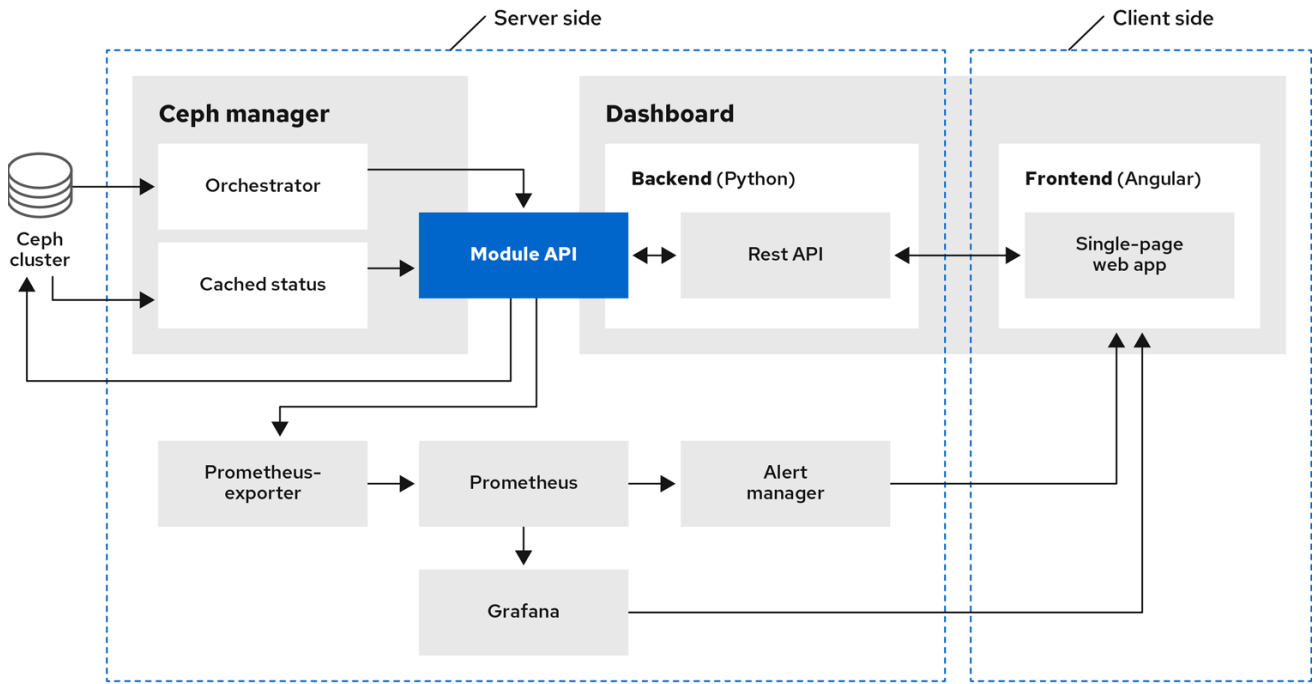 Server side
Client side
Ceph manager
Dashboard
Orchestrator
Backend (Python)
Frontend (Angular)
Ceph
cluster
Module API
Rest API
Single-page
web app
Cached status
Prometheus-
exporter
Prometheus
Alert
manager
Grafana